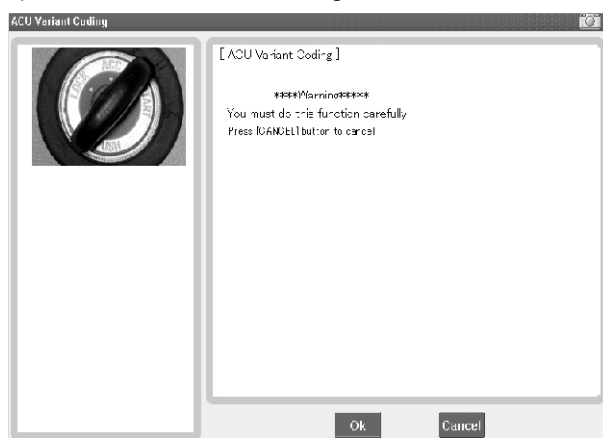 ACU Variant Coding
[ ACU Variant Coding ]
****Warning*****
You must do this function carefully
Press [CANCEL] button to cancel
LOCK ACC START
PUSH
Ok Cancel